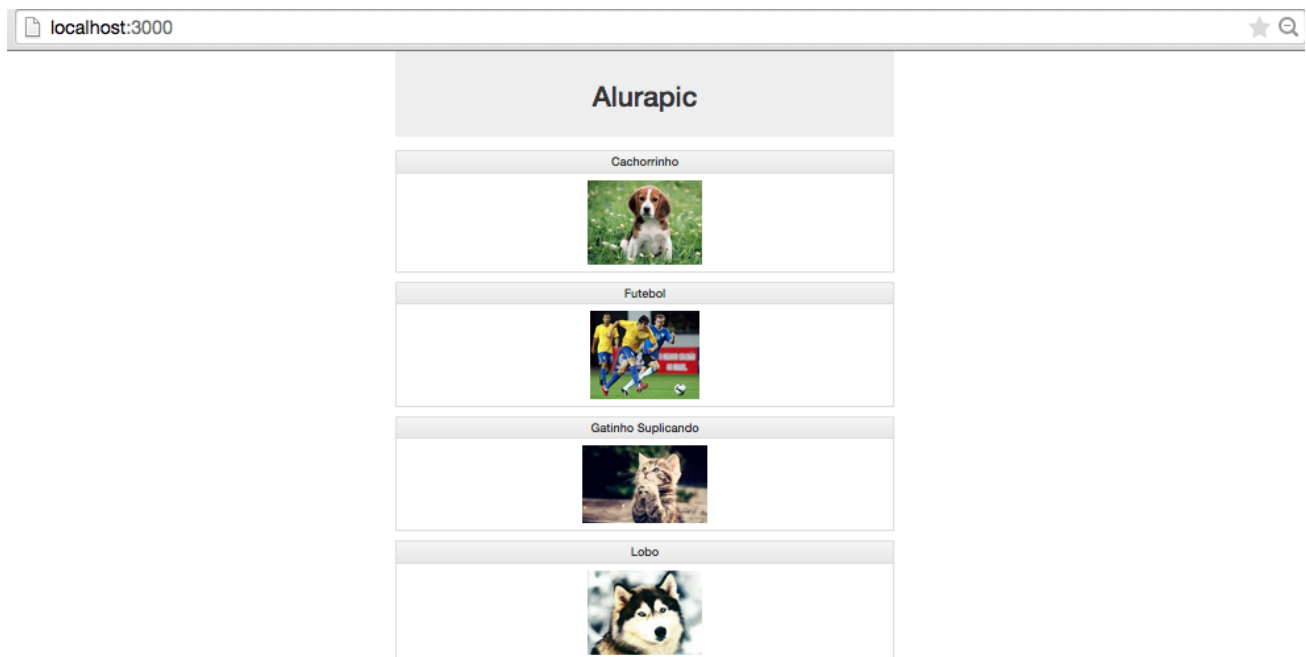 localhost:3000
Alurapic
Cachorrinho
Futebol
Gatinho Suplicando
Lobo